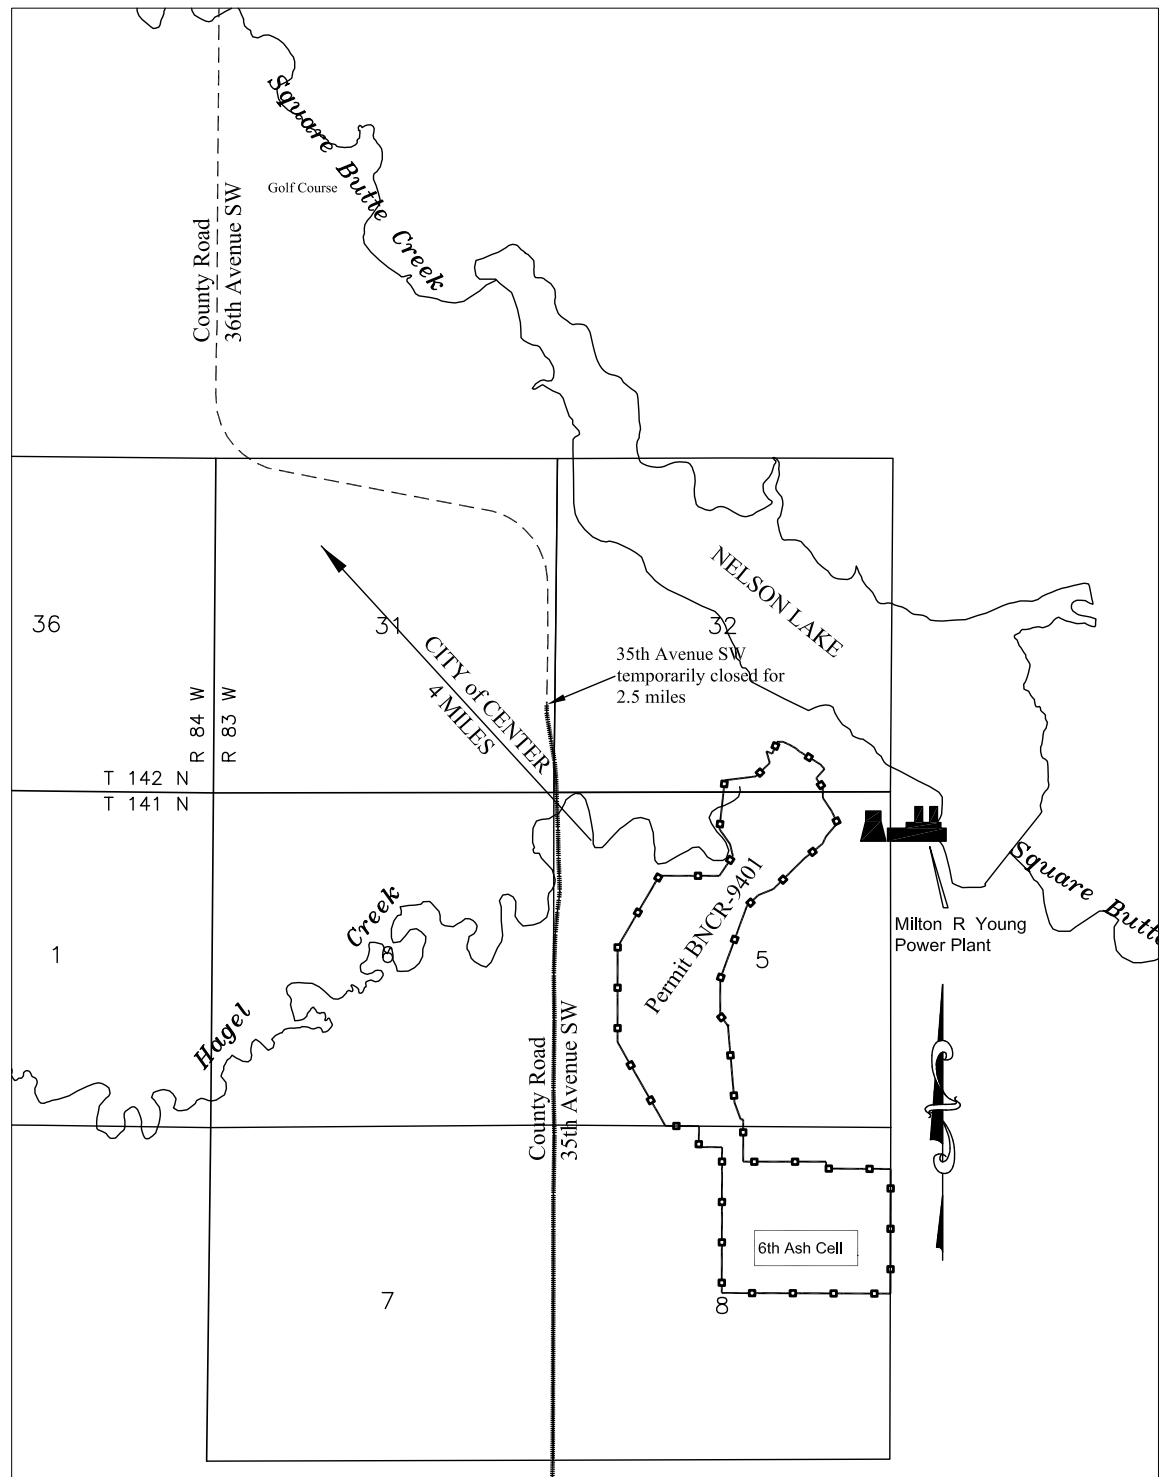 Square Butte Creek
Golf Course
County Road
36th Avenue SW
36
31
32
NELSON LAKE
CITY of CENTER
4 MILES
35th Avenue SW
temporarily closed for
2.5 miles
R 84 W
R 83 W
T 142 N
T 141 N
Square Butte
Milton R Young
Power Plant
Permit BNCR-9401
1
6
5
Hagel Creek
County Road
35th Avenue SW
6th Ash Cell
7
8